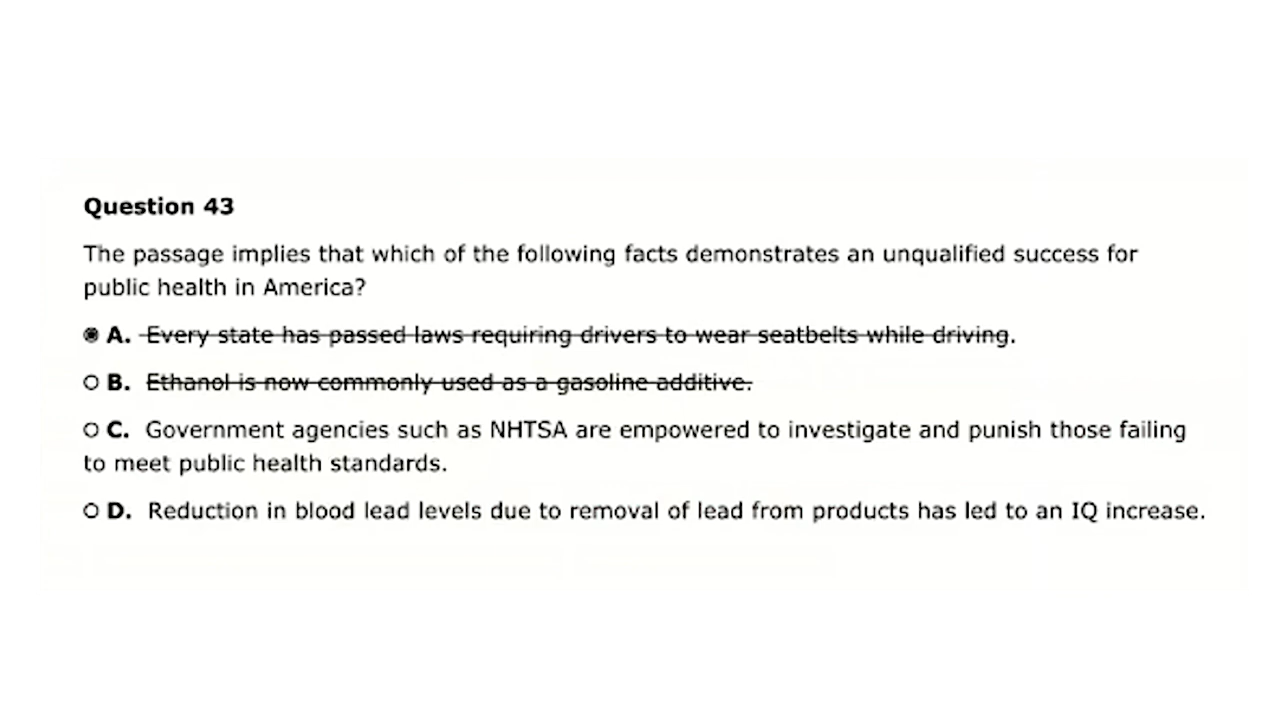 Question 43
The passage implies that which of the following facts demonstrates an unqualified success for
public health in America?
A. Every state has passed laws requiring drivers to wear seatbelts while driving.
B. Ethanol is now commonly used as a gasoline additive.
C. Government agencies such as NHTSA are empowered to investigate and punish those failing
to meet public health standards.
D. Reduction in blood lead levels due to removal of lead from products has led to an IQ increase.